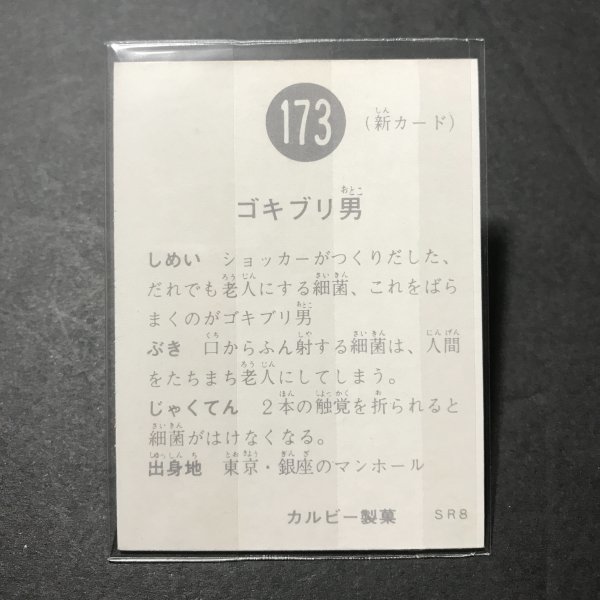 173
(新カード)
ゴキブリ男
しめい ショッカーがつくりだした、
だれでも老人にする細菌、これをばら
まくのがゴキブリ男
ぶき 口からふん射する細菌は、人間
をたちまち老人にしてしまう。
じゃくてん 2本の触覚を折られると
細菌がはけなくなる。
出身地 東京・銀座のマンホール
カルビー製菓 SR8